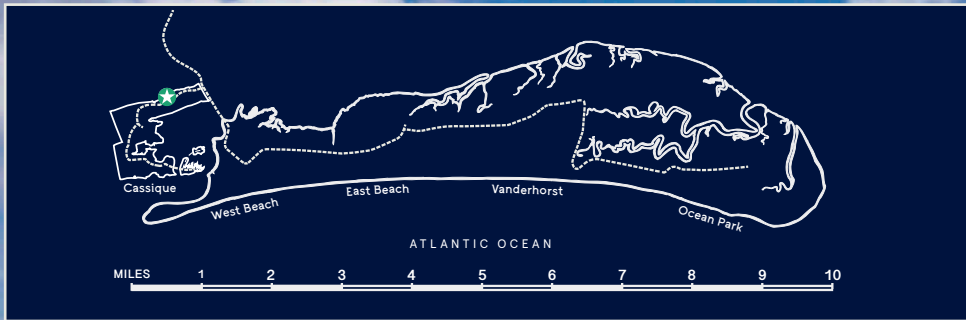 Cassique
West Beach
East Beach
Vanderhorst
Ocean Park
ATLANTIC OCEAN
MILES 1 2 3 4 5 6 7 8 9 10